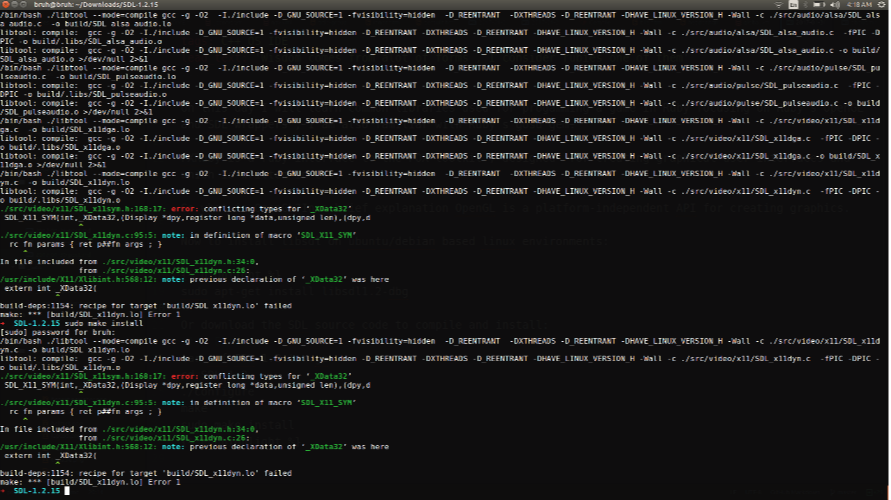 bruh@bruh: ~/Downloads/SDL-1.2.15
En 4:18 AM
/bin/bash ./libtool --mode=compile gcc -g -O2 -I./include -D_GNU_SOURCE=1 -fvisibility=hidden -D_REENTRANT -DXTHREADS -D_REENTRANT -DHAVE_LINUX_VERSION_H -Wall -c ./src/audio/alsa/SDL_als
a_audio.c -o build/SDL_alsa_audio.lo
libtool: compile: gcc -g -O2 -I./include -D_GNU_SOURCE=1 -fvisibility=hidden -D_REENTRANT -DXTHREADS -D_REENTRANT -DHAVE_LINUX_VERSION_H -Wall -c ./src/audio/alsa/SDL_alsa_audio.c -fPIC -D
PIC -o build/.libs/SDL_alsa_audio.o
libtool: compile: gcc -g -O2 -I./include -D_GNU_SOURCE=1 -fvisibility=hidden -D_REENTRANT -DXTHREADS -D_REENTRANT -DHAVE_LINUX_VERSION_H -Wall -c ./src/audio/alsa/SDL_alsa_audio.c -o build/
SDL_alsa_audio.o >/dev/null 2>&1
/bin/bash ./libtool --mode=compile gcc -g -O2 -I./include -D_GNU_SOURCE=1 -fvisibility=hidden -D_REENTRANT -DXTHREADS -D_REENTRANT -DHAVE_LINUX_VERSION_H -Wall -c ./src/audio/pulse/SDL_pu
lseaudio.c -o build/SDL_pulseaudio.lo
libtool: compile: gcc -g -O2 -I./include -D_GNU_SOURCE=1 -fvisibility=hidden -D_REENTRANT -DXTHREADS -D_REENTRANT -DHAVE_LINUX_VERSION_H -Wall -c ./src/audio/pulse/SDL_pulseaudio.c -fPIC -
DPIC -o build/.libs/SDL_pulseaudio.o
libtool: compile: gcc -g -O2 -I./include -D_GNU_SOURCE=1 -fvisibility=hidden -D_REENTRANT -DXTHREADS -D_REENTRANT -DHAVE_LINUX_VERSION_H -Wall -c ./src/audio/pulse/SDL_pulseaudio.c -o build
/SDL_pulseaudio.o >/dev/null 2>&1
/bin/bash ./libtool --mode=compile gcc -g -O2 -I./include -D_GNU_SOURCE=1 -fvisibility=hidden -D_REENTRANT -DXTHREADS -D_REENTRANT -DHAVE_LINUX_VERSION_H -Wall -c ./src/video/x11/SDL_x11d
ga.c -o build/SDL_x11dga.lo
libtool: compile: gcc -g -O2 -I./include -D_GNU_SOURCE=1 -fvisibility=hidden -D_REENTRANT -DXTHREADS -D_REENTRANT -DHAVE_LINUX_VERSION_H -Wall -c ./src/video/x11/SDL_x11dga.c -fPIC -DPIC -
o build/.libs/SDL_x11dga.o
libtool: compile: gcc -g -O2 -I./include -D_GNU_SOURCE=1 -fvisibility=hidden -D_REENTRANT -DXTHREADS -D_REENTRANT -DHAVE_LINUX_VERSION_H -Wall -c ./src/video/x11/SDL_x11dga.c -o build/SDL_x
11dga.o >/dev/null 2>&1
/bin/bash ./libtool --mode=compile gcc -g -O2 -I./include -D_GNU_SOURCE=1 -fvisibility=hidden -D_REENTRANT -DXTHREADS -D_REENTRANT -DHAVE_LINUX_VERSION_H -Wall -c ./src/video/x11/SDL_x11d
yn.c -o build/SDL_x11dyn.lo
libtool: compile: gcc -g -O2 -I./include -D_GNU_SOURCE=1 -fvisibility=hidden -D_REENTRANT -DXTHREADS -D_REENTRANT -DHAVE_LINUX_VERSION_H -Wall -c ./src/video/x11/SDL_x11dyn.c -fPIC -DPIC -
o build/.libs/SDL_x11dyn.o
./src/video/x11/SDL_x11sym.h:168:17: error: conflicting types for '_XData32'
SDL_X11_SYM(int,_XData32,(Display *dpy,register long *data,unsigned len),(dpy,d
^
./src/video/x11/SDL_x11dyn.c:95:5: note: in definition of macro 'SDL_X11_SYM'
rc fn params { ret p##fn args ; }
^
In file included from ./src/video/x11/SDL_x11dyn.h:34:0,
from ./src/video/x11/SDL_x11dyn.c:26:
/usr/include/X11/Xlibint.h:568:12: note: previous declaration of '_XData32' was here
extern int _XData32(
^
build-deps:1154: recipe for target 'build/SDL_x11dyn.lo' failed
make: *** [build/SDL_x11dyn.lo] Error 1
➜ SDL-1.2.15 sudo make install
[sudo] password for bruh:
/bin/bash ./libtool --mode=compile gcc -g -O2 -I./include -D_GNU_SOURCE=1 -fvisibility=hidden -D_REENTRANT -DXTHREADS -D_REENTRANT -DHAVE_LINUX_VERSION_H -Wall -c ./src/video/x11/SDL_x11d
yn.c -o build/SDL_x11dyn.lo
libtool: compile: gcc -g -O2 -I./include -D_GNU_SOURCE=1 -fvisibility=hidden -D_REENTRANT -DXTHREADS -D_REENTRANT -DHAVE_LINUX_VERSION_H -Wall -c ./src/video/x11/SDL_x11dyn.c -fPIC -DPIC -
o build/.libs/SDL_x11dyn.o
./src/video/x11/SDL_x11sym.h:168:17: error: conflicting types for '_XData32'
SDL_X11_SYM(int,_XData32,(Display *dpy,register long *data,unsigned len),(dpy,d
^
./src/video/x11/SDL_x11dyn.c:95:5: note: in definition of macro 'SDL_X11_SYM'
rc fn params { ret p##fn args ; }
^
In file included from ./src/video/x11/SDL_x11dyn.h:34:0,
from ./src/video/x11/SDL_x11dyn.c:26:
/usr/include/X11/Xlibint.h:568:12: note: previous declaration of '_XData32' was here
extern int _XData32(
^
build-deps:1154: recipe for target 'build/SDL_x11dyn.lo' failed
make: *** [build/SDL_x11dyn.lo] Error 1
➜ SDL-1.2.15